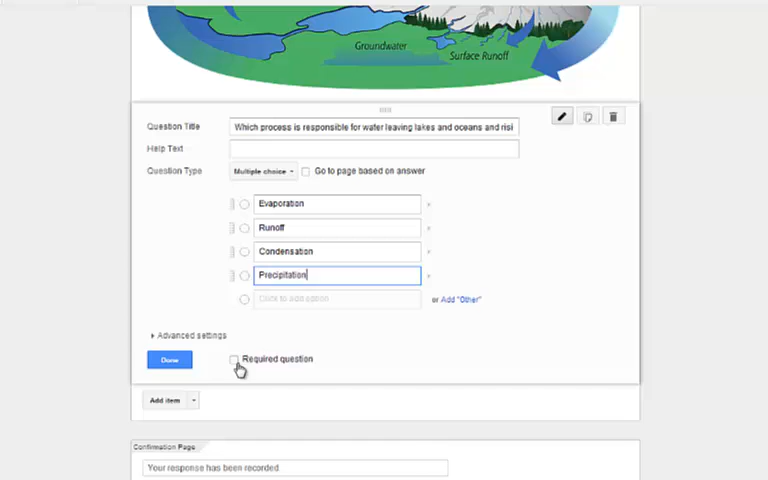 Groundwater
Surface Runoff
Question Title
Which process is responsible for water leaving lakes and oceans and risi
Help Text
Question Type
Multiple choice
Go to page based on answer
Evaporation
Runoff
Condensation
Precipitation
Click to add option
or Add "Other"
Advanced settings
Done
Required question
Add item
Confirmation Page
Your response has been recorded